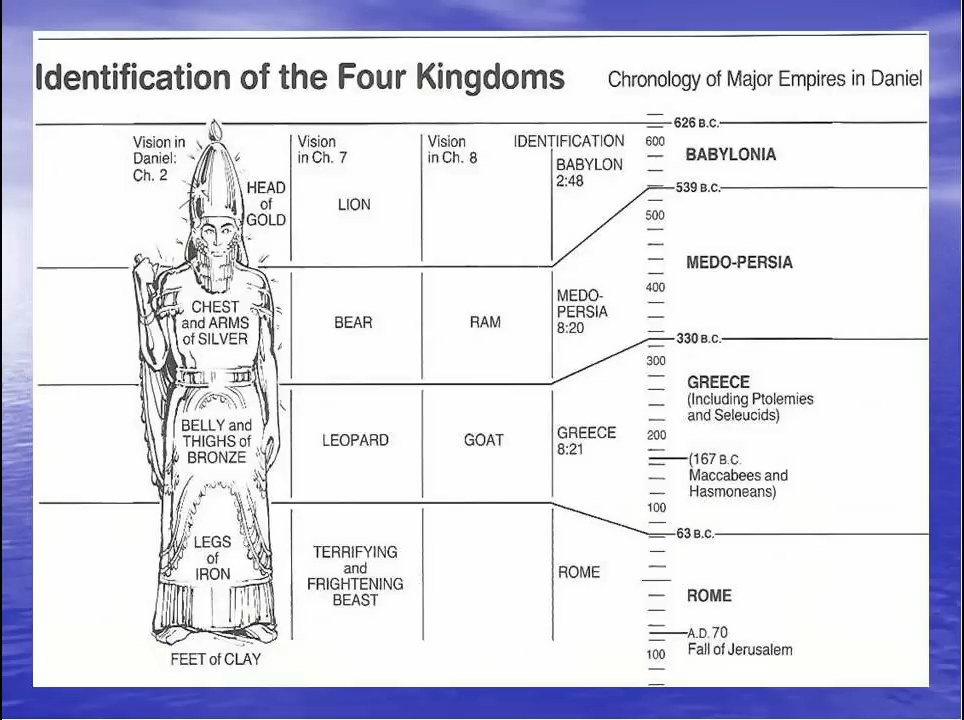 Identification of the Four Kingdoms
Chronology of Major Empires in Daniel
Vision in
Daniel:
Ch. 2
Vision
in Ch. 7
Vision
in Ch. 8
IDENTIFICATION
HEAD
of
GOLD
LION
BABYLON
2:48
CHEST
and ARMS
of SILVER
BEAR
RAM
MEDO-
PERSIA
8:20
BELLY and
THIGHS of
BRONZE
LEOPARD
GOAT
GREECE
8:21
LEGS
of
IRON
TERRIFYING
and
FRIGHTENING
BEAST
ROME
FEET of CLAY
626 B.C.
600
BABYLONIA
539 B.C.
500
MEDO-PERSIA
400
330 B.C.
300
GREECE
(Including Ptolemies
and Seleucids)
200
(167 B.C.
Maccabees and
Hasmoneans)
100
63 B.C.
ROME
A.D. 70
Fall of Jerusalem
100